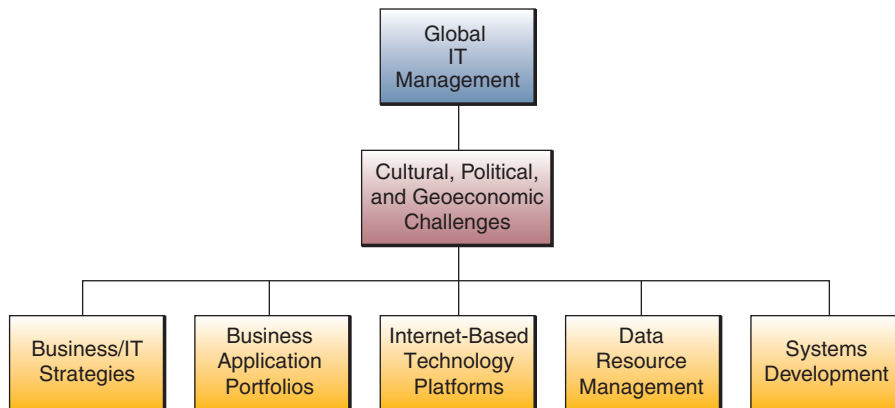 Global
IT
Management
Cultural, Political,
and Geoeconomic
Challenges
Business/IT
Strategies
Business
Application
Portfolios
Internet-Based
Technology
Platforms
Data
Resource
Management
Systems
Development